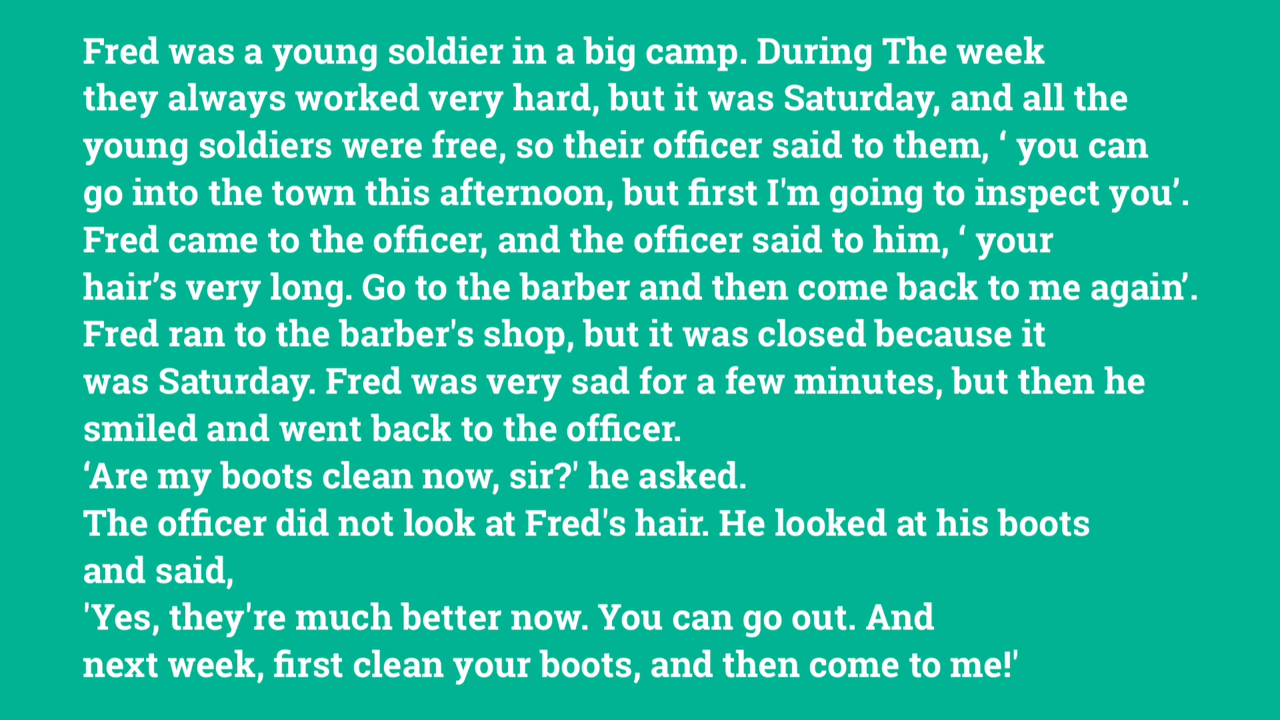 Fred was a young soldier in a big camp. During The week
they always worked very hard, but it was Saturday, and all the
young soldiers were free, so their officer said to them, ‘ you can
go into the town this afternoon, but first I'm going to inspect you’.
Fred came to the officer, and the officer said to him, ‘ your
hair’s very long. Go to the barber and then come back to me again’.
Fred ran to the barber's shop, but it was closed because it
was Saturday. Fred was very sad for a few minutes, but then he
smiled and went back to the officer.
‘Are my boots clean now, sir?' he asked.
The officer did not look at Fred's hair. He looked at his boots
and said,
'Yes, they're much better now. You can go out. And
next week, first clean your boots, and then come to me!'